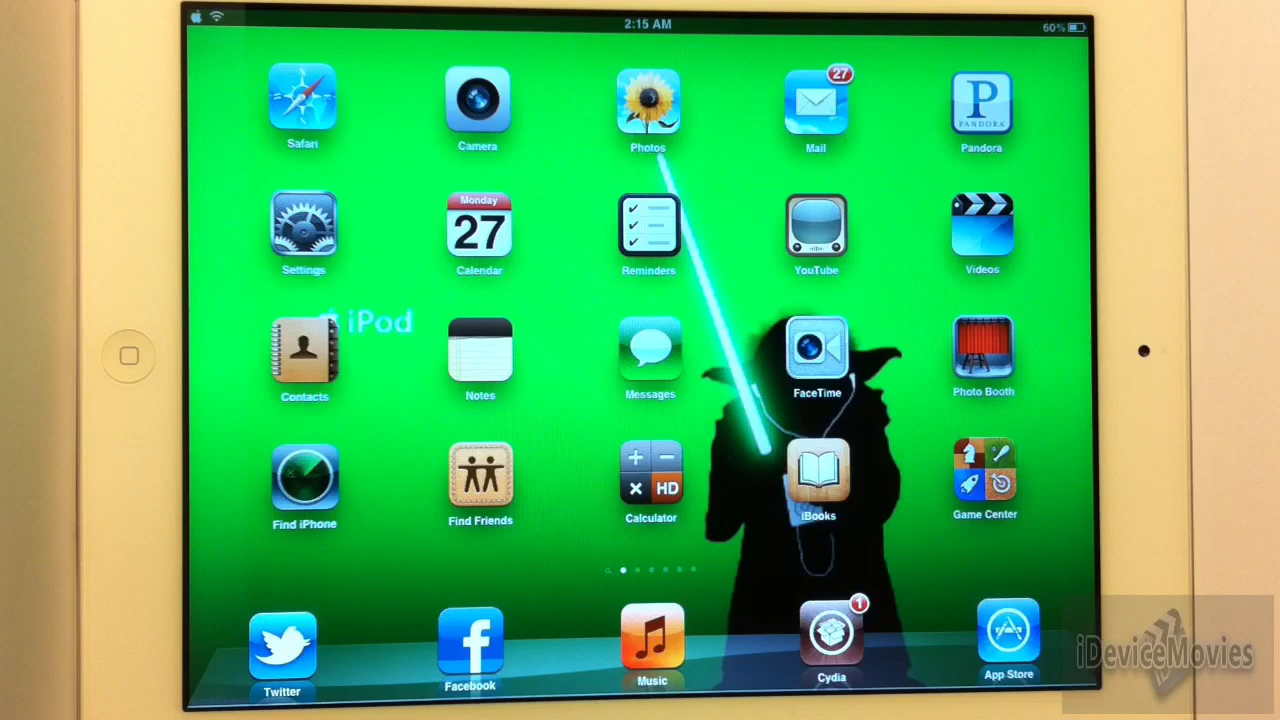 2:15 AM
60%
27
P
PANDORA
Safari
Camera
Photos
Mail
Pandora
Monday
27
Settings
Calendar
Reminders
YouTube
Videos
iPod
Contacts
Notes
Messages
FaceTime
Photo Booth
HD
Find iPhone
Find Friends
Calculator
iBooks
Game Center
1
f
Twitter
Facebook
Music
Cydia
App Store
iDeviceMovies